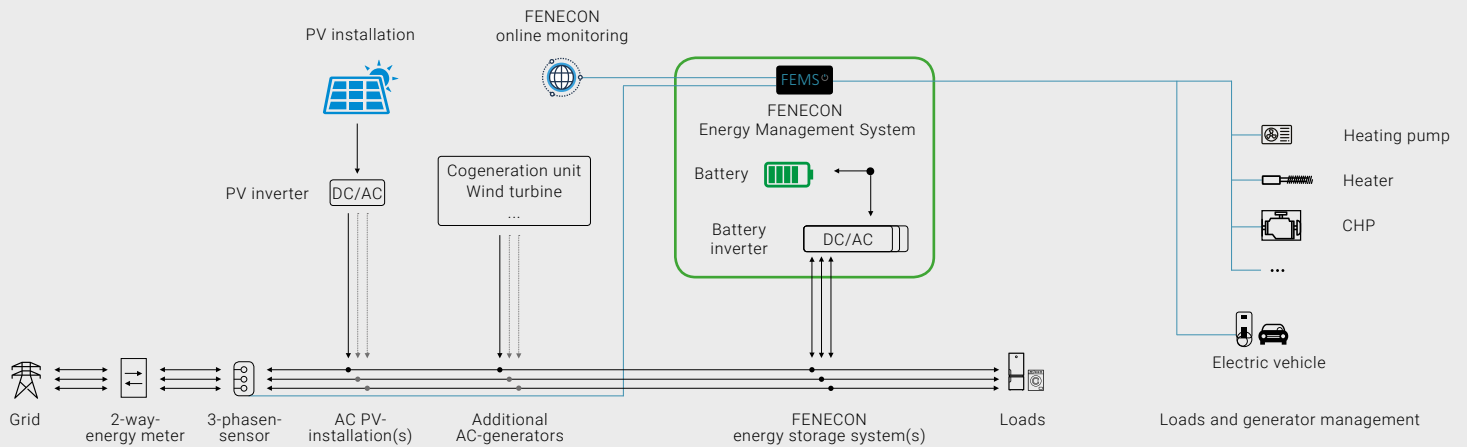 FENECON
online monitoring
PV installation
FEMS
FENECON
Energy Management System
Heating pump
Cogeneration unit
Wind turbine
...
Battery
PV inverter
DC/AC
Heater
Battery
inverter
DC/AC
CHP
...
Electric vehicle
Grid
2-way-
energy meter
3-phasen-
sensor
AC PV-
installation(s)
Additional
AC-generators
FENECON
energy storage system(s)
Loads
Loads and generator management